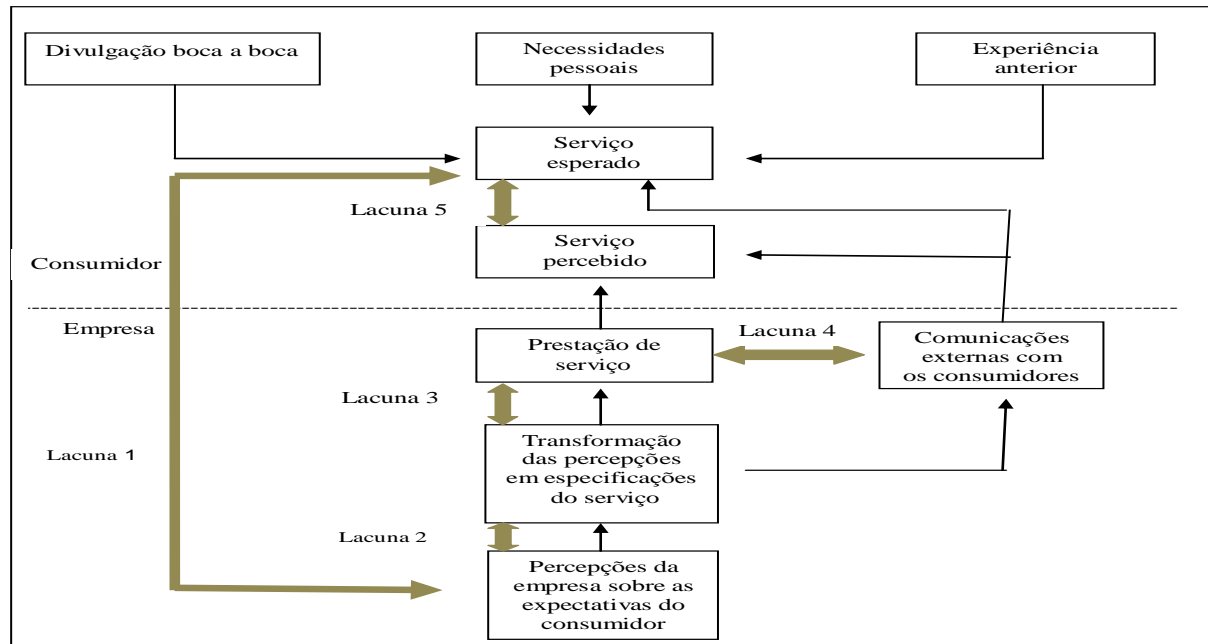 Divulgação boca a boca
Necessidades
pessoais
Experiência
anterior
Serviço
esperado
Lacuna 5
Serviço
percebido
Consumidor
Empresa
Lacuna 4
Prestação de
serviço
Comunicações
externas com
os consumidores
Lacuna 3
Transformação
das percepções
em especificações
do serviço
Lacuna 1
Lacuna 2
Percepções da
empresa sobre as
expectativas do
consumidor